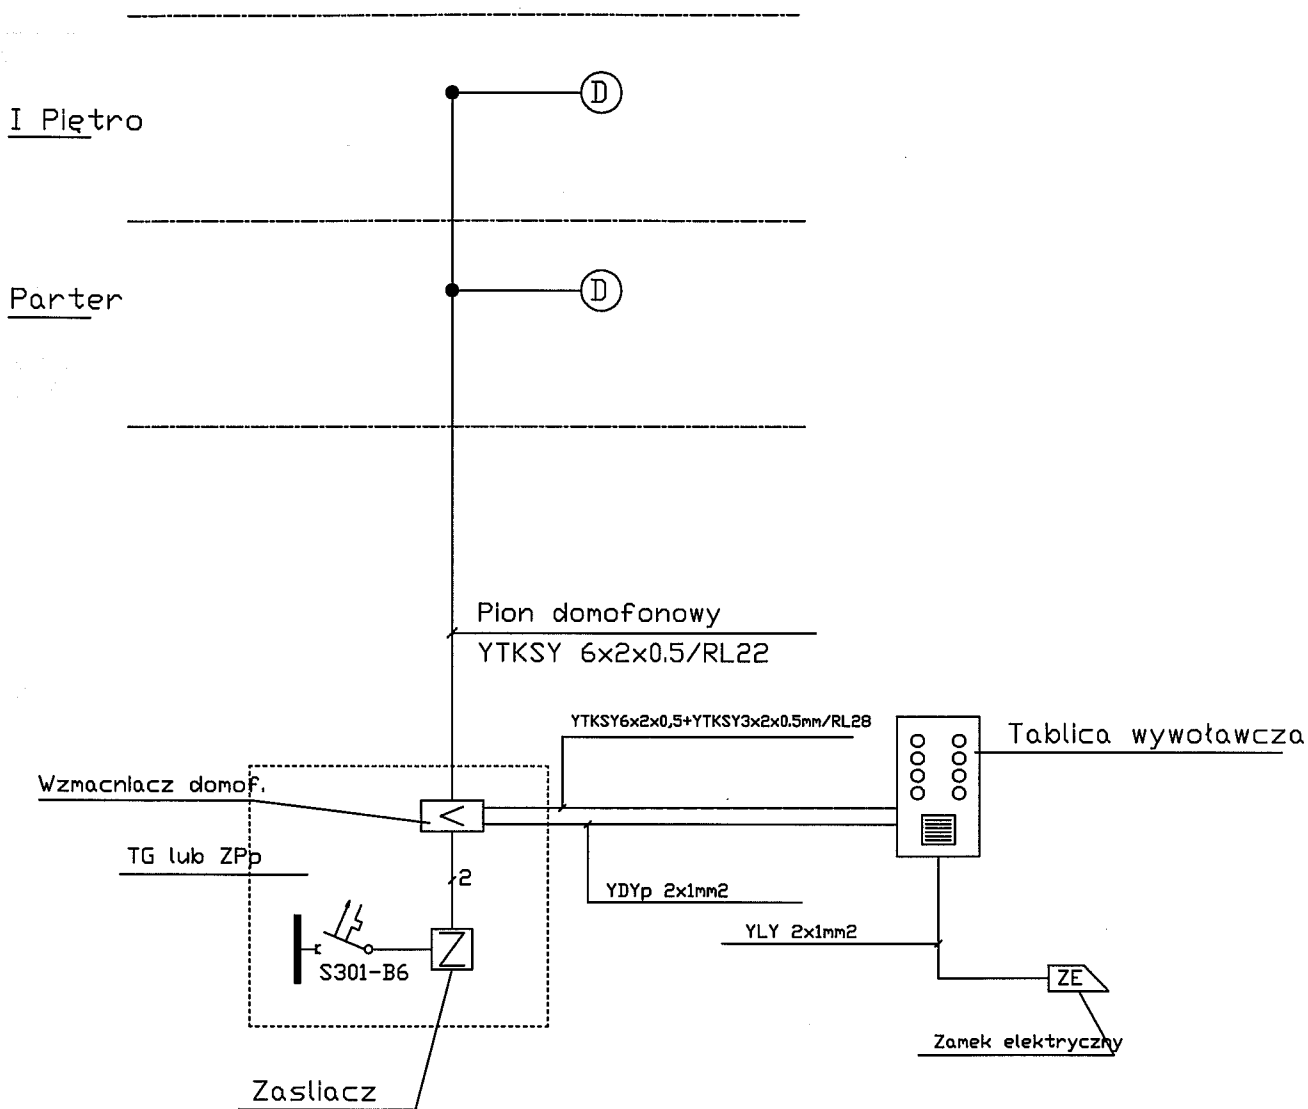 D
I Piętro
D
Parter
Pion domofonowy
YTKSY 6x2x0.5/RL22
YTKSY6x2x0,5+YTKSY3x2x0.5mm/RL28
Tablica wywoławcza
Wzmacniacz domof.
<
TG lub ZPp
2
YDYp 2x1mm2
YLY 2x1mm2
Z
S301-B6
ZE
Zamek elektryczny
Zasliacz